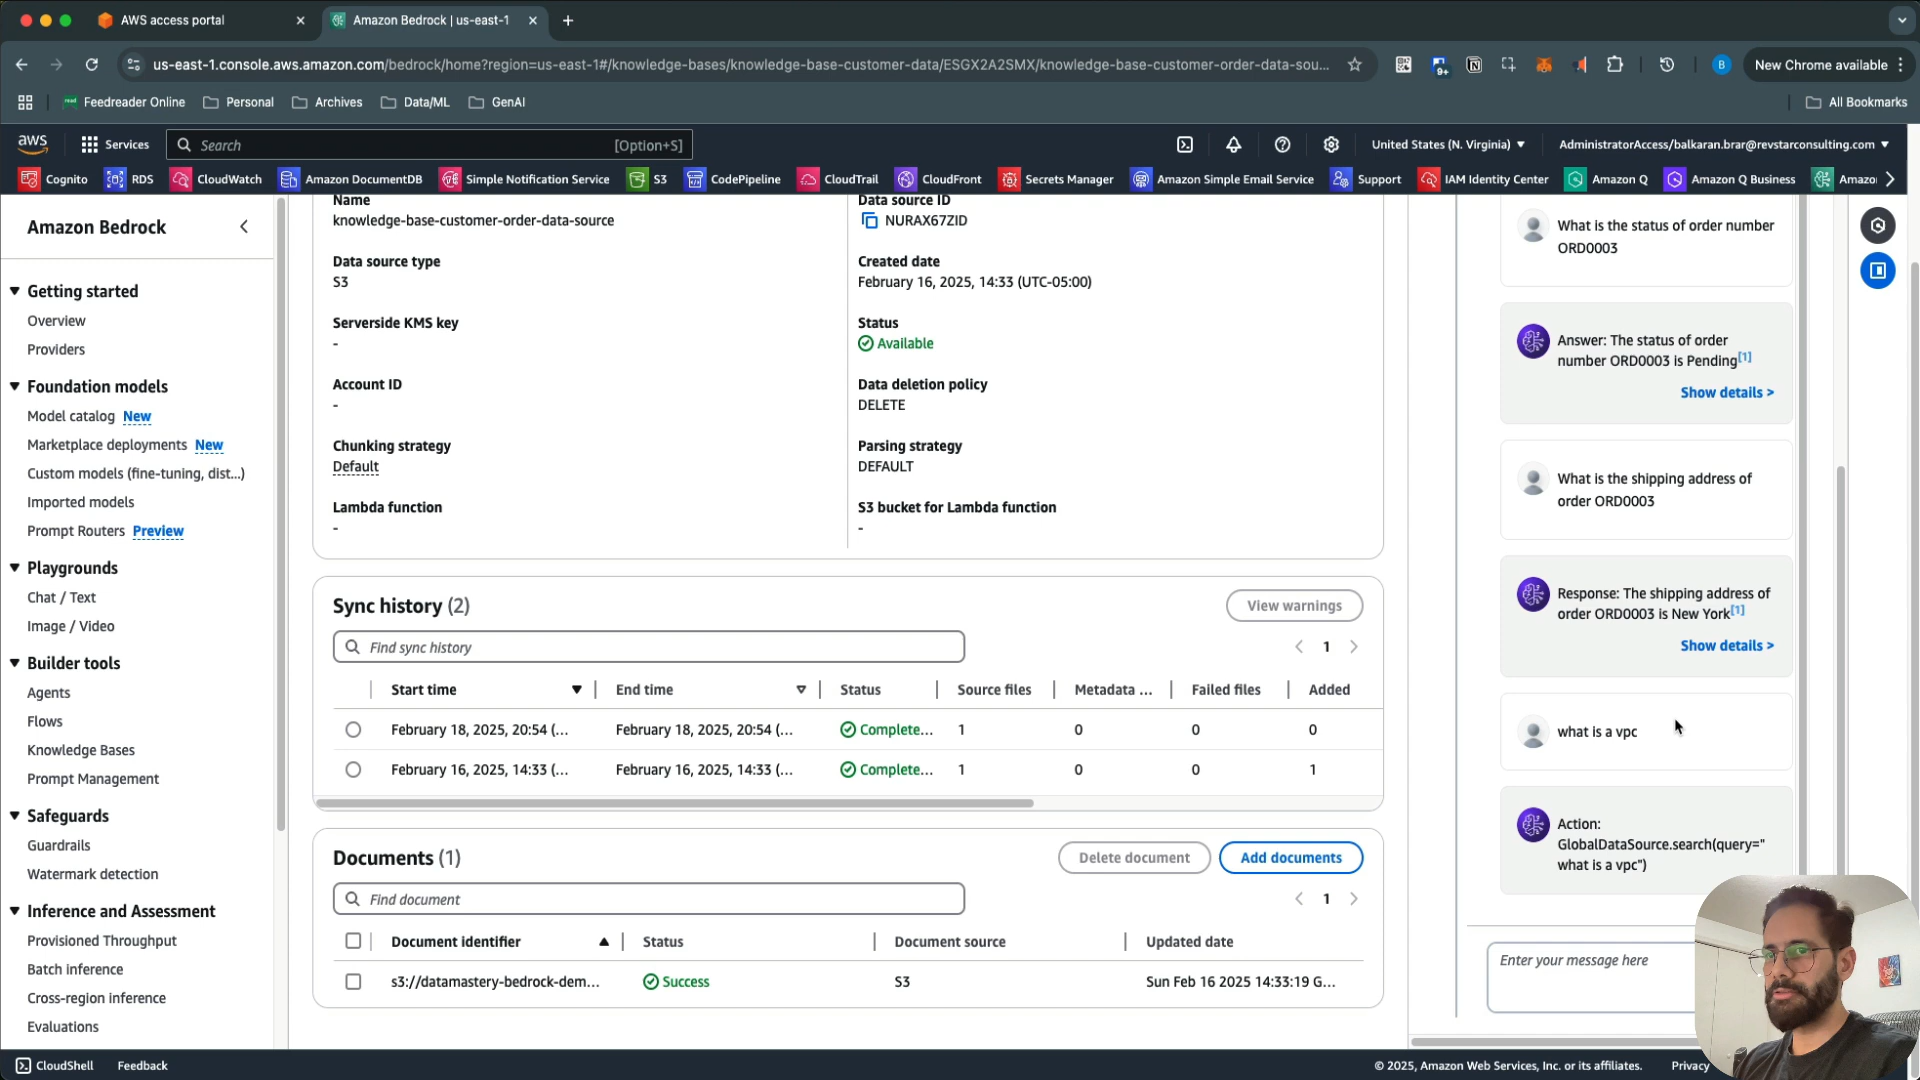 AWS access portal
Amazon Bedrock | us-east-1
us-east-1.console.aws.amazon.com/bedrock/home?region=us-east-1#/knowledge-bases/knowledge-base-customer-data/ESGX2A2SMX/knowledge-base-customer-order-data-sou...
9+
B
New Chrome available
read Feedreader Online
Personal
Archives
Data/ML
GenAI
All Bookmarks
aws
Services
Search
[Option+S]
United States (N. Virginia)
AdministratorAccess/balkaran.brar@revstarconsulting.com
Cognito
RDS
CloudWatch
Amazon DocumentDB
Simple Notification Service
S3
CodePipeline
CloudTrail
CloudFront
Secrets Manager
Amazon Simple Email Service
Support
IAM Identity Center
Amazon Q
Amazon Q Business
Amazo
Amazon Bedrock
Getting started
Overview
Providers
Foundation models
Model catalog New
Marketplace deployments New
Custom models (fine-tuning, dist...)
Imported models
Prompt Routers Preview
Playgrounds
Chat / Text
Image / Video
Builder tools
Agents
Flows
Knowledge Bases
Prompt Management
Safeguards
Guardrails
Watermark detection
Inference and Assessment
Provisioned Throughput
Batch inference
Cross-region inference
Evaluations
Name
knowledge-base-customer-order-data-source
Data source type
S3
Serverside KMS key
-
Account ID
-
Chunking strategy
Default
Lambda function
-
Data source ID
NURAX67ZID
Created date
February 16, 2025, 14:33 (UTC-05:00)
Status
Available
Data deletion policy
DELETE
Parsing strategy
DEFAULT
S3 bucket for Lambda function
-
Sync history (2)
View warnings
Find sync history
1
Start time
End time
Status
Source files
Metadata ...
Failed files
Added
February 18, 2025, 20:54 (...
February 18, 2025, 20:54 (...
Complete...
1
0
0
0
February 16, 2025, 14:33 (...
February 16, 2025, 14:33 (...
Complete...
1
0
0
1
Documents (1)
Delete document
Add documents
Find document
1
Document identifier
Status
Document source
Updated date
s3://datamastery-bedrock-dem...
Success
S3
Sun Feb 16 2025 14:33:19 G...
What is the status of order number
ORD0003
Answer: The status of order
number ORD0003 is Pending[1]
Show details >
What is the shipping address of
order ORD0003
Response: The shipping address of
order ORD0003 is New York[1]
Show details >
what is a vpc
Action:
GlobalDataSource.search(query="
what is a vpc")
Enter your message here
CloudShell
Feedback
© 2025, Amazon Web Services, Inc. or its affiliates.
Privacy